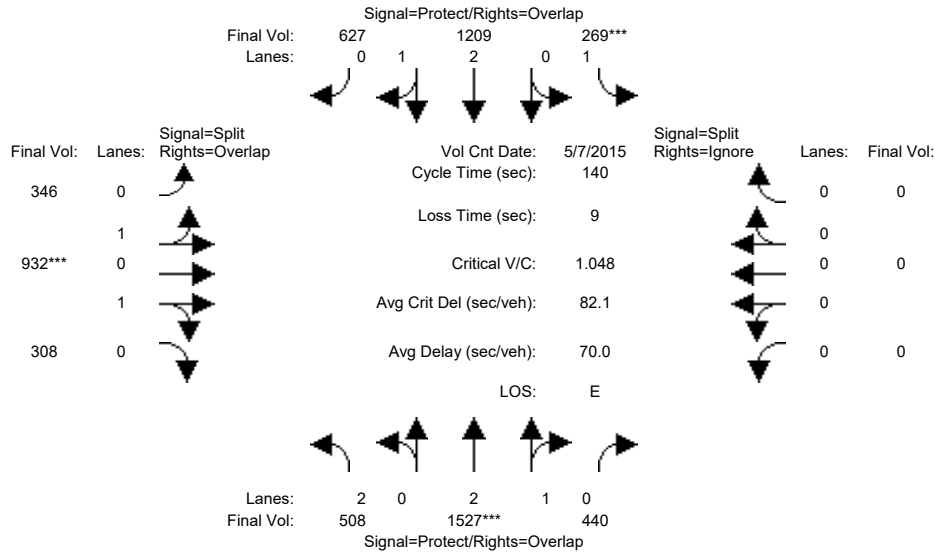 Signal=Protect/Rights=Overlap
Final Vol: 627 1209 269***
Lanes: 0 1 2 0 1
Signal=Split
Final Vol: Lanes: Rights=Overlap
Vol Cnt Date: 5/7/2015
Signal=Split
Rights=Ignore Lanes: Final Vol:
Cycle Time (sec): 140
346 0
0 0
Loss Time (sec): 9
1
0
932*** 0
Critical V/C: 1.048
0 0
1
Avg Crit Del (sec/veh): 82.1
0
308 0
Avg Delay (sec/veh): 70.0
0 0
LOS: E
Lanes: 2 0 2 1 0
Final Vol: 508 1527*** 440
Signal=Protect/Rights=Overlap